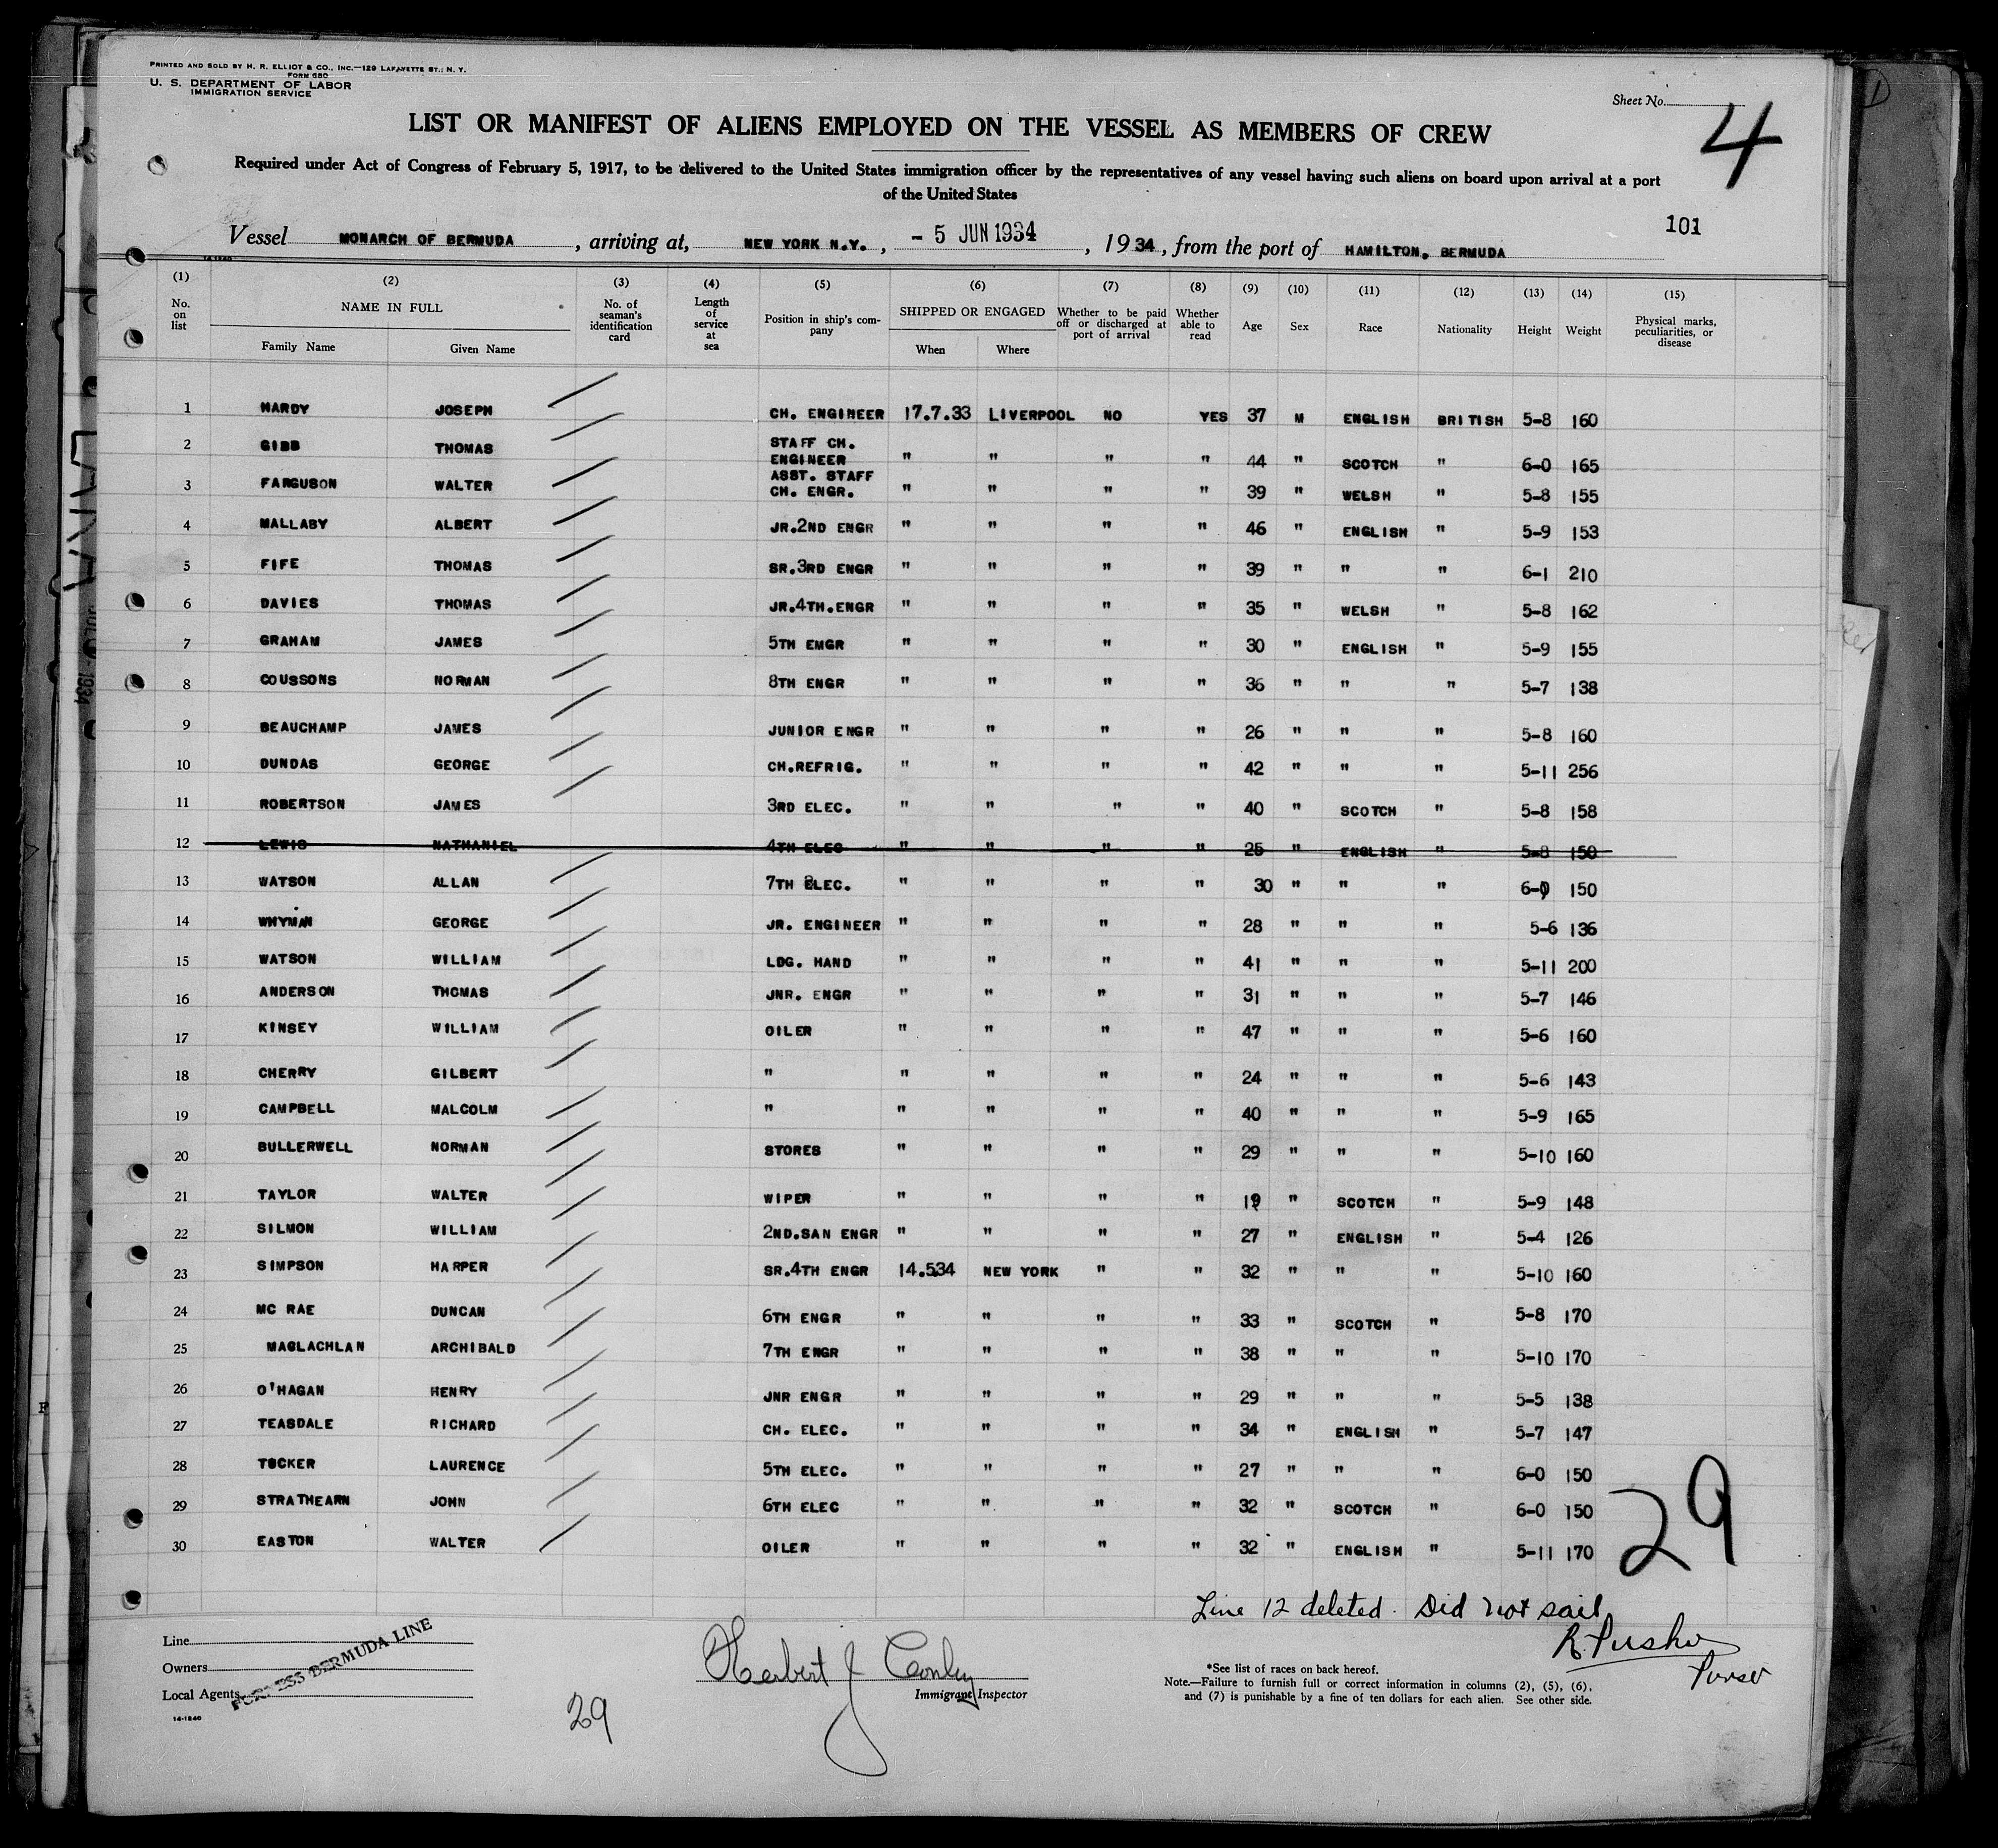 PRINTED AND SOLD BY H. R. ELLIOT & CO., INC.—129 LAFAYETTE ST., N. Y.
FORM 680
U. S. DEPARTMENT OF LABOR
IMMIGRATION SERVICE
Sheet No. 4
LIST OR MANIFEST OF ALIENS EMPLOYED ON THE VESSEL AS MEMBERS OF CREW
Required under Act of Congress of February 5, 1917, to be delivered to the United States immigration officer by the representatives of any vessel having such aliens on board upon arrival at a port
of the United States
101
Vessel MONARCH OF BERMUDA , arriving at, NEW YORK N.Y. , - 5 JUN 1934 , 1934, from the port of HAMILTON, BERMUDA
14-1240
(1) (2) (3) (4) (5) (6) (7) (8) (9) (10) (11) (12) (13) (14) (15)
No. on list NAME IN FULL Family Name Given Name No. of seaman's identification card Length of service at sea Position in ship's company SHIPPED OR ENGAGED When Where Whether to be paid off or discharged at port of arrival Whether able to read Age Sex Race Nationality Height Weight Physical marks, peculiarities, or disease
1 HARDY JOSEPH CH. ENGINEER 17.7.33 LIVERPOOL NO YES 37 M ENGLISH BRITISH 5-8 160
2 GIBB THOMAS STAFF CH. ENGINEER " " " " 44 " SCOTCH " 6-0 165
3 FARGUSON WALTER ASST. STAFF CH. ENGR. " " " " 39 " WELSH " 5-8 155
4 MALLABY ALBERT JR.2ND ENGR " " " " 46 " ENGLISH " 5-9 153
5 FIFE THOMAS SR.3RD ENGR " " " " 39 " " " 6-1 210
6 DAVIES THOMAS JR.4TH.ENGR " " " " 35 " WELSH " 5-8 162
7 GRAHAM JAMES 5TH EMGR " " " " 30 " ENGLISH " 5-9 155
8 COUSSONS NORMAN 8TH ENGR " " " " 36 " " " 5-7 138
9 BEAUCHAMP JAMES JUNIOR ENGR " " " " 26 " " " 5-8 160
10 DUNDAS GEORGE CH.REFRIG. " " " " 42 " " " 5-11 256
11 ROBERTSON JAMES 3RD ELEC. " " " " 40 " SCOTCH " 5-8 158
12 LEWIS NATHANIEL 4TH ELEC " " " " 25 " ENGLISH " 5-8 150
13 WATSON ALLAN 7TH ELEC. " " " " 30 " " " 6-0 150
14 WHYMAN GEORGE JR. ENGINEER " " " " 28 " " " 5-6 136
15 WATSON WILLIAM LDG. HAND " " " " 41 " " " 5-11 200
16 ANDERSON THOMAS JNR. ENGR " " " " 31 " " " 5-7 146
17 KINSEY WILLIAM OILER " " " " 47 " " " 5-6 160
18 CHERRY GILBERT " " " " " 24 " " " 5-6 143
19 CAMPBELL MALCOLM " " " " " 40 " " " 5-9 165
20 BULLERWELL NORMAN STORES " " " " 29 " " " 5-10 160
21 TAYLOR WALTER WIPER " " " " 19 " SCOTCH " 5-9 148
22 SILMON WILLIAM 2ND.SAN ENGR " " " " 27 " ENGLISH " 5-4 126
23 SIMPSON HARPER SR.4TH ENGR 14.534 NEW YORK " " 32 " " " 5-10 160
24 MC RAE DUNCAN 6TH ENGR " " " " 33 " SCOTCH " 5-8 170
25 MACLACHLAN ARCHIBALD 7TH ENGR " " " " 38 " " " 5-10 170
26 O'HAGAN HENRY JNR ENGR " " " " 29 " " " 5-5 138
27 TEASDALE RICHARD CH. ELEC. " " " " 34 " ENGLISH " 5-7 147
28 TUCKER LAURENCE 5TH ELEC. " " " " 27 " " " 6-0 150
29 STRATHEARN JOHN 6TH ELEC " " " " 32 " SCOTCH " 6-0 150
30 EASTON WALTER OILER " " " " 32 " ENGLISH " 5-11 170
29
Line 12 deleted. Did not sail
Purser
Line
Owners
Local Agents
FURNESS BERMUDA LINE
14-1240
29
Herbert J Conley
Immigrant Inspector
*See list of races on back hereof.
Note.—Failure to furnish full or correct information in columns (2), (5), (6),
and (7) is punishable by a fine of ten dollars for each alien. See other side.